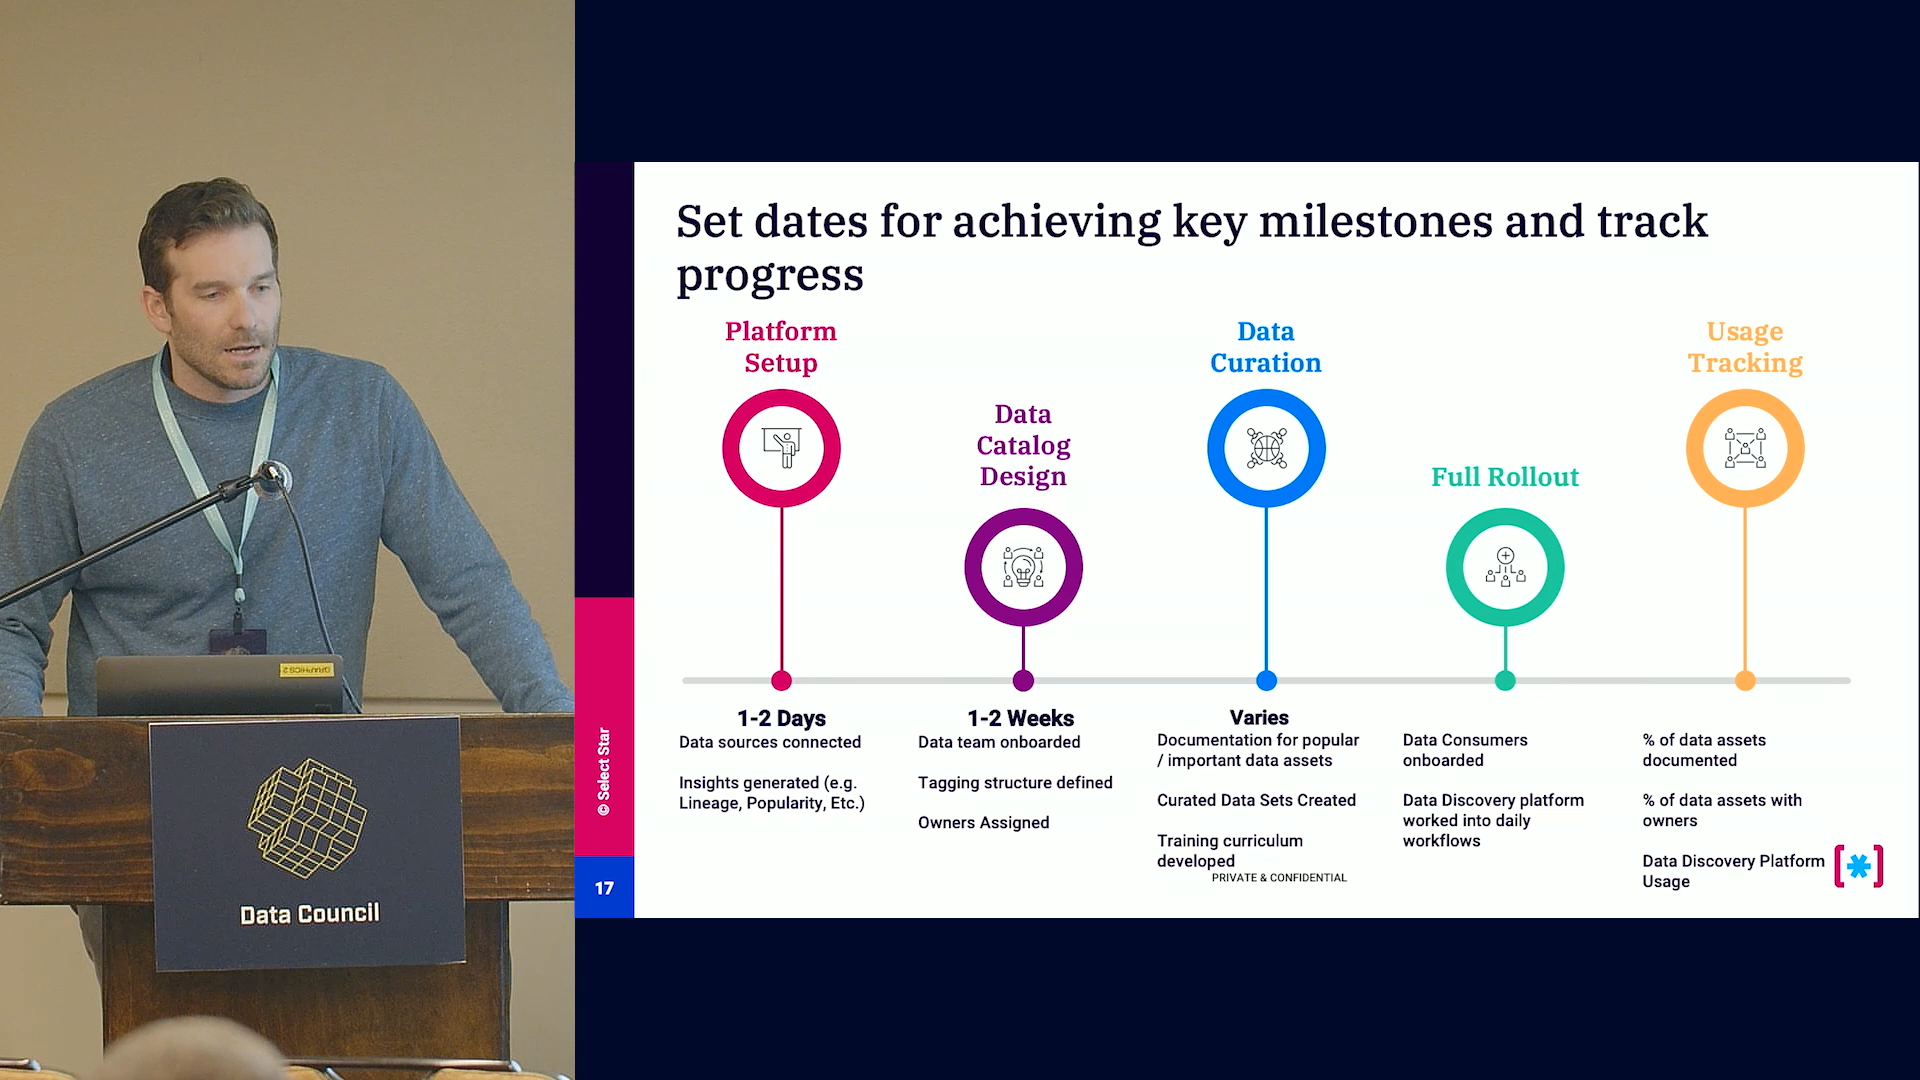 Set dates for achieving key milestones and track
progress
Platform
Setup
Data
Catalog
Design
Data
Curation
Full Rollout
Usage
Tracking
1-2 Days
Data sources connected
Insights generated (e.g.
Lineage, Popularity, Etc.)
1-2 Weeks
Data team onboarded
Tagging structure defined
Owners Assigned
Varies
Documentation for popular
/ important data assets
Curated Data Sets Created
Training curriculum
developed
Data Consumers
onboarded
Data Discovery platform
worked into daily
workflows
% of data assets
documented
% of data assets with
owners
Data Discovery Platform
Usage
PRIVATE & CONFIDENTIAL
© Select Star
17
GRAPHICS 2
Data Council